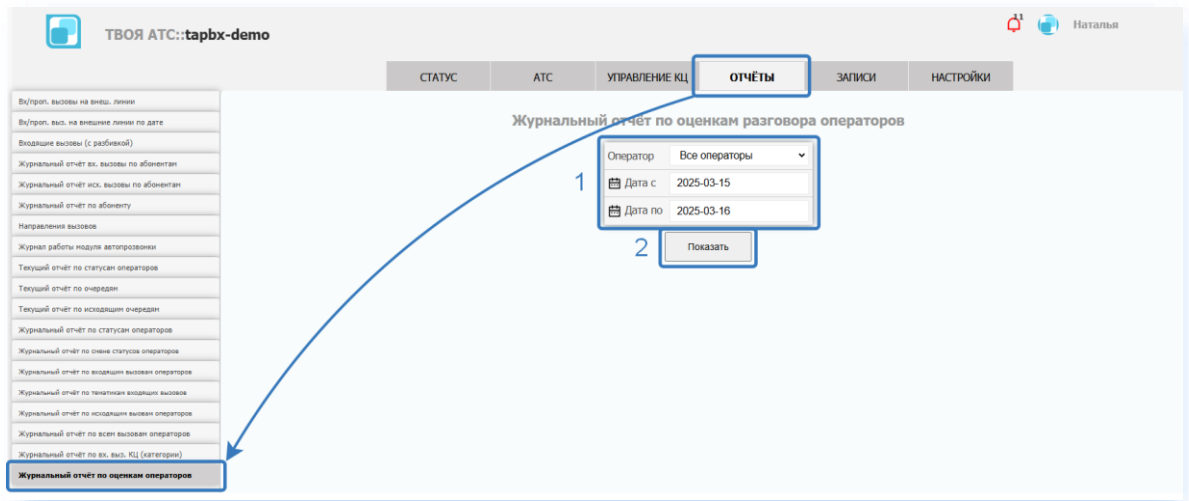 11
Наталья
ТВОЯ АТС::tapbx-demo
СТАТУС АТС УПРАВЛЕНИЕ КЦ ОТЧЁТЫ ЗАПИСИ НАСТРОЙКИ
Вх/проп. вызовы на внеш. линии
Вх/проп. выз. на внешние линии по дате
Входящие вызовы (с разбивкой)
Журнальный отчёт вх. вызовы по абонентам
Журнальный отчёт исх. вызовы по абонентам
Журнальный отчёт по абоненту
Направления вызовов
Журнал работы модуля автопрозвонки
Текущий отчёт по статусам операторов
Текущий отчёт по очередям
Текущий отчёт по исходящим очередям
Журнальный отчёт по статусам операторов
Журнальный отчёт по смене статусов операторов
Журнальный отчёт по входящим вызовам операторов
Журнальный отчёт по тематикам входящих вызовов
Журнальный отчёт по исходящим вызовам операторов
Журнальный отчёт по всем вызовам операторов
Журнальный отчёт по вх. выз. КЦ (категории)
Журнальный отчёт по оценкам операторов
Журнальный отчёт по оценкам разговора операторов
1
Оператор Все операторы
Дата с 2025-03-15
Дата по 2025-03-16
2
Показать